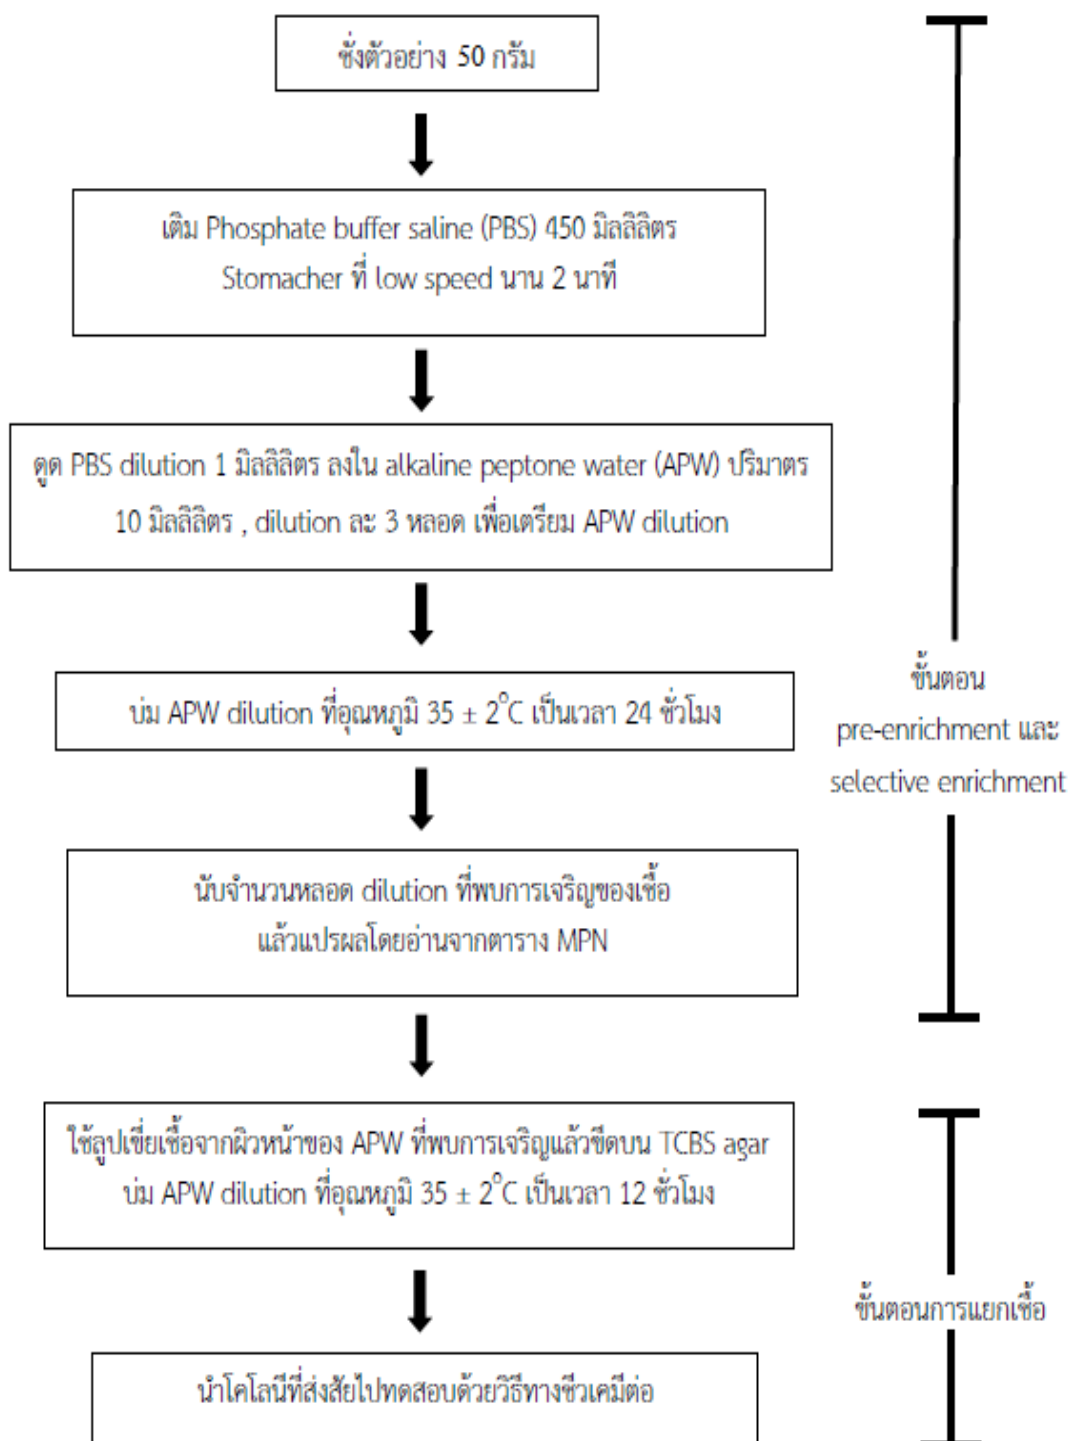 ชั่งตัวอย่าง 50 กรัม
เติม Phosphate buffer saline (PBS) 450 มิลลิลิตร
Stomacher ที่ low speed นาน 2 นาที
ดูด PBS dilution 1 มิลลิลิตร ลงใน alkaline peptone water (APW) ปริมาตร
10 มิลลิลิตร , dilution ละ 3 หลอด เพื่อเตรียม APW dilution
บ่ม APW dilution ที่อุณหภูมิ 35 ± 2°C เป็นเวลา 24 ชั่วโมง
นับจำนวนหลอด dilution ที่พบการเจริญของเชื้อ
แล้วแปรผลโดยอ่านจากตาราง MPN
ขั้นตอน
pre-enrichment และ
selective enrichment
ใช้ลูปเขี่ยเชื้อจากผิวหน้าของ APW ที่พบการเจริญแล้วขีดบน TCBS agar
บ่ม APW dilution ที่อุณหภูมิ 35 ± 2°C เป็นเวลา 12 ชั่วโมง
นำโคโลนีที่ส่งสัยไปทดสอบด้วยวิธีทางชีวเคมีต่อ
ขั้นตอนการแยกเชื้อ